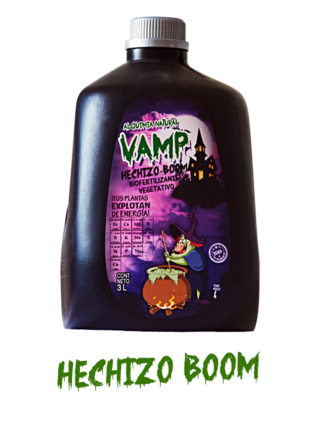 ALQUIMIA NATURAL
VAMP
HECHIZO BOOM
BIOFERTILIZANTE
VEGETATIVO
¡TUS PLANTAS
EXPLOTAN
DE ENERGÍA!
CONT
NETO
3 L
HECHIZO BOOM